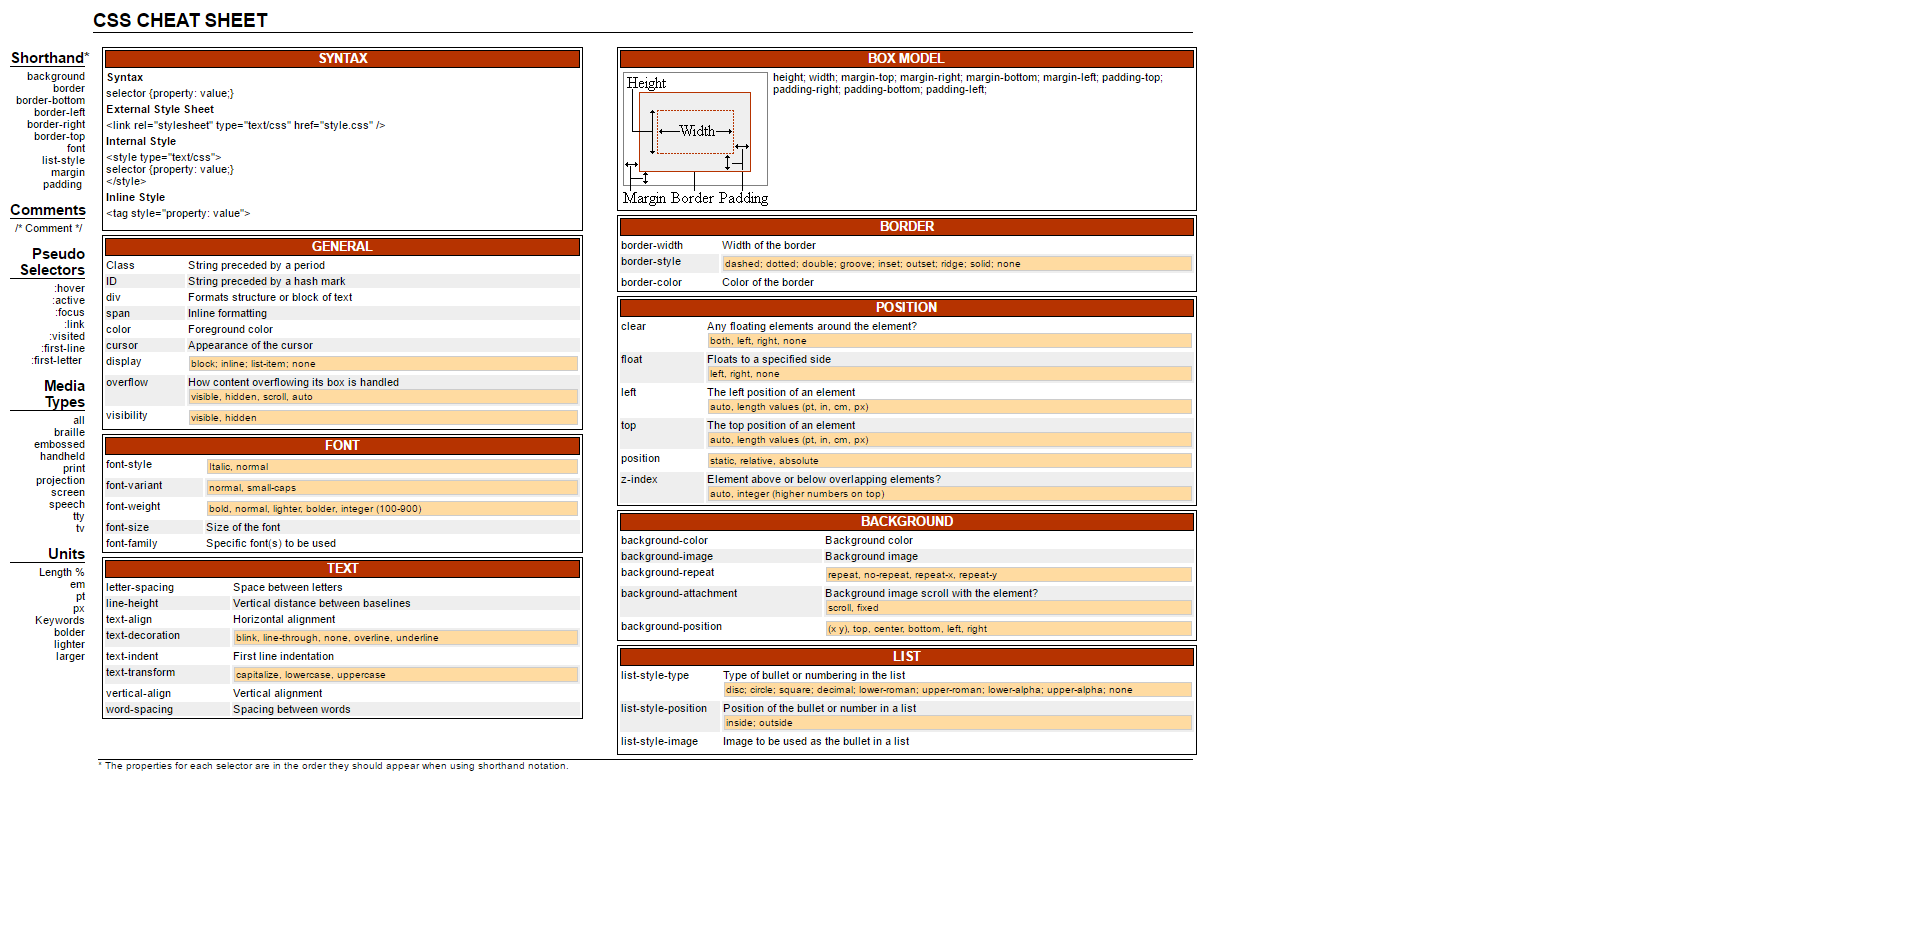 CSS CHEAT SHEET
Shorthand*
background
border
border-bottom
border-left
border-right
border-top
font
list-style
margin
padding
Comments
/* Comment */
Pseudo
Selectors
:hover
:active
:focus
:link
:visited
:first-line
:first-letter
Media
Types
all
braille
embossed
handheld
print
projection
screen
speech
tty
tv
Units
Length %
em
pt
px
Keywords
bolder
lighter
larger
SYNTAX
Syntax
selector {property: value;}
External Style Sheet
<link rel="stylesheet" type="text/css" href="style.css" />
Internal Style
<style type="text/css">
selector {property: value;}
</style>
Inline Style
<tag style="property: value">
GENERAL
Class String preceded by a period
ID String preceded by a hash mark
div Formats structure or block of text
span Inline formatting
color Foreground color
cursor Appearance of the cursor
display block; inline; list-item; none
overflow How content overflowing its box is handled
visible, hidden, scroll, auto
visibility visible, hidden
FONT
font-style Italic, normal
font-variant normal, small-caps
font-weight bold, normal, lighter, bolder, integer (100-900)
font-size Size of the font
font-family Specific font(s) to be used
TEXT
letter-spacing Space between letters
line-height Vertical distance between baselines
text-align Horizontal alignment
text-decoration blink, line-through, none, overline, underline
text-indent First line indentation
text-transform capitalize, lowercase, uppercase
vertical-align Vertical alignment
word-spacing Spacing between words
BOX MODEL
Height
Width
Margin Border Padding
height; width; margin-top; margin-right; margin-bottom; margin-left; padding-top;
padding-right; padding-bottom; padding-left;
BORDER
border-width Width of the border
border-style dashed; dotted; double; groove; inset; outset; ridge; solid; none
border-color Color of the border
POSITION
clear Any floating elements around the element?
both, left, right, none
float Floats to a specified side
left, right, none
left The left position of an element
auto, length values (pt, in, cm, px)
top The top position of an element
auto, length values (pt, in, cm, px)
position static, relative, absolute
z-index Element above or below overlapping elements?
auto, integer (higher numbers on top)
BACKGROUND
background-color Background color
background-image Background image
background-repeat repeat, no-repeat, repeat-x, repeat-y
background-attachment Background image scroll with the element?
scroll, fixed
background-position (x y), top, center, bottom, left, right
LIST
list-style-type Type of bullet or numbering in the list
disc; circle; square; decimal; lower-roman; upper-roman; lower-alpha; upper-alpha; none
list-style-position Position of the bullet or number in a list
inside; outside
list-style-image Image to be used as the bullet in a list
* The properties for each selector are in the order they should appear when using shorthand notation.